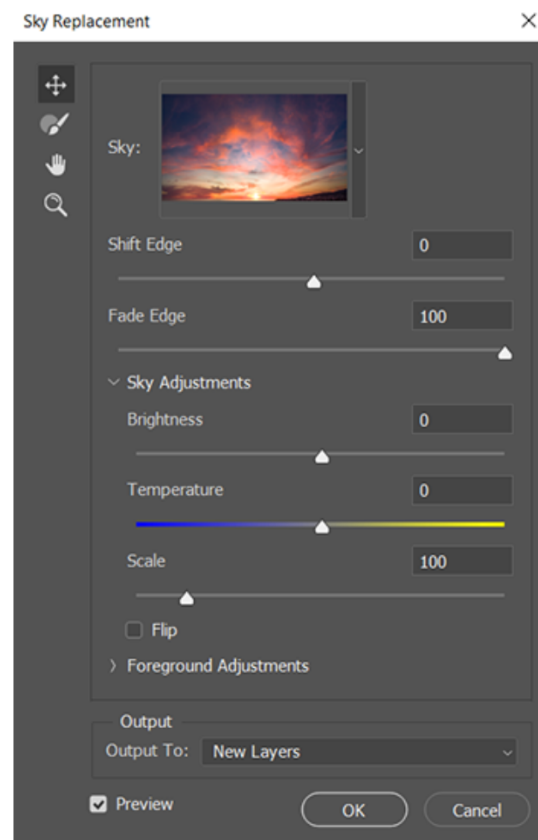 Sky Replacement
Sky:
Shift Edge 0
Fade Edge 100
Sky Adjustments
Brightness 0
Temperature 0
Scale 100
Flip
Foreground Adjustments
Output
Output To: New Layers
Preview OK Cancel